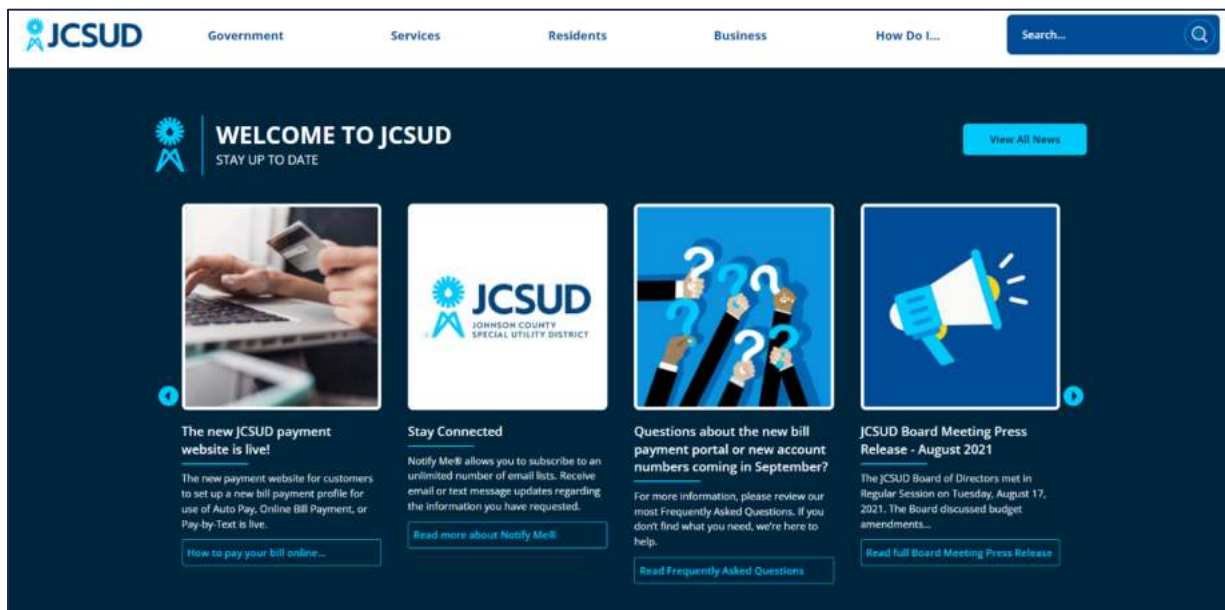 JCSUD
Government
Services
Residents
Business
How Do I...
Search...
WELCOME TO JCSUD
STAY UP TO DATE
View All News
JCSUD
JOHNSON COUNTY
SPECIAL UTILITY DISTRICT
? ? ? ? ?
The new JCSUD payment
website is live!
The new payment website for customers
to set up a new bill payment profile for
use of Auto Pay, Online Bill Payment, or
Pay-by-Text is live.
How to pay your bill online...
Stay Connected
Notify Me® allows you to subscribe to an
unlimited number of email lists. Receive
email or text message updates regarding
the information you have requested.
Read more about Notify Me®
Questions about the new bill
payment portal or new account
numbers coming in September?
For more information, please review our
most Frequently Asked Questions. If you
don't find what you need, we're here to
help.
Read Frequently Asked Questions
JCSUD Board Meeting Press
Release - August 2021
The JCSUD Board of Directors met in
Regular Session on Tuesday, August 17,
2021. The Board discussed budget
amendments...
Read full Board Meeting Press Release